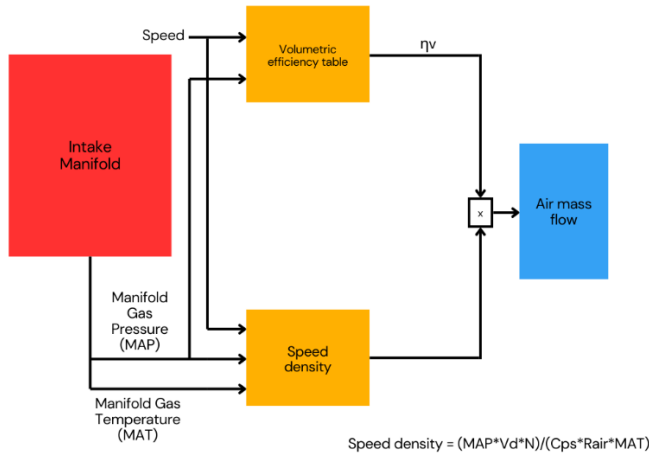 Speed
Volumetric
efficiency table
ηv
Intake
Manifold
Air mass
flow
x
Manifold
Gas
Pressure
(MAP)
Speed
density
Manifold Gas
Temperature
(MAT)
Speed density = (MAP*Vd*N)/(Cps*Rair*MAT)